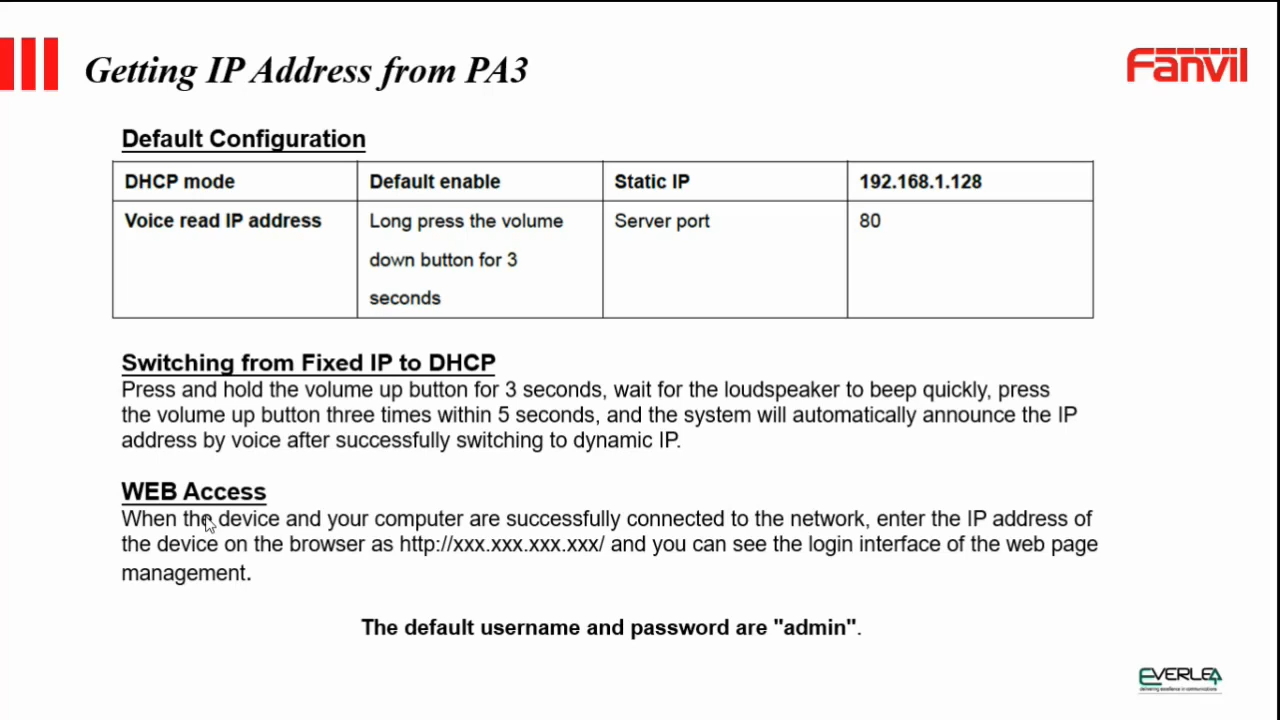 Getting IP Address from PA3
Fanvil
Default Configuration
DHCP mode Default enable Static IP 192.168.1.128
Voice read IP address Long press the volume Server port 80
down button for 3
seconds
Switching from Fixed IP to DHCP
Press and hold the volume up button for 3 seconds, wait for the loudspeaker to beep quickly, press
the volume up button three times within 5 seconds, and the system will automatically announce the IP
address by voice after successfully switching to dynamic IP.
WEB Access
When the device and your computer are successfully connected to the network, enter the IP address of
the device on the browser as http://xxx.xxx.xxx.xxx/ and you can see the login interface of the web page
management.
The default username and password are "admin".
EVERLEA
delivering excellence in communications